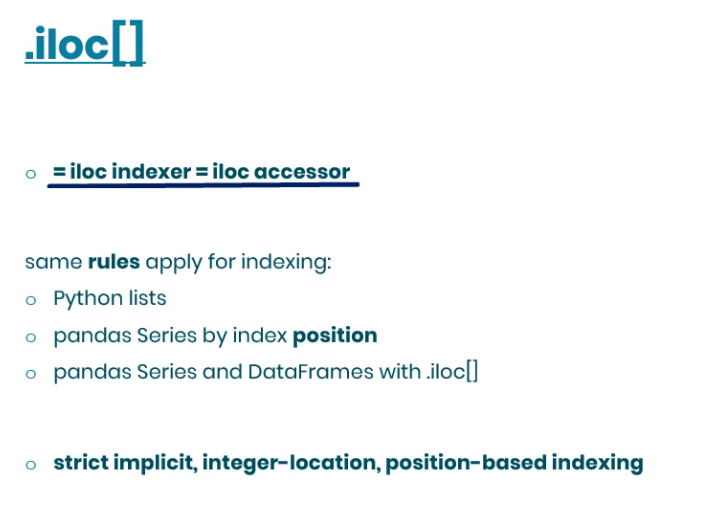 .iloc[]
o = iloc indexer = iloc accessor
same rules apply for indexing:
o Python lists
o pandas Series by index position
o pandas Series and DataFrames with .iloc[]
o strict implicit, integer-location, position-based indexing